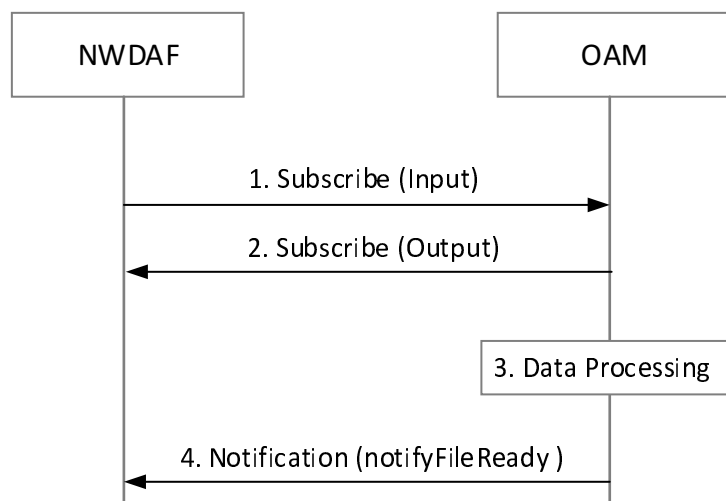 NWDAF
OAM
1. Subscribe (Input)
2. Subscribe (Output)
3. Data Processing
4. Notification (notifyFileReady )